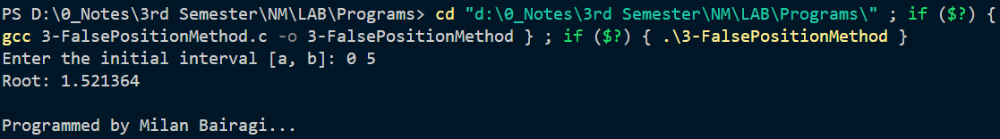 PS D:\0_Notes\3rd Semester\NM\LAB\Programs> cd "d:\0_Notes\3rd Semester\NM\LAB\Programs\" ; if ($?) {
gcc 3-FalsePositionMethod.c -o 3-FalsePositionMethod } ; if ($?) { .\3-FalsePositionMethod }
Enter the initial interval [a, b]: 0 5
Root: 1.521364
Programmed by Milan Bairagi...